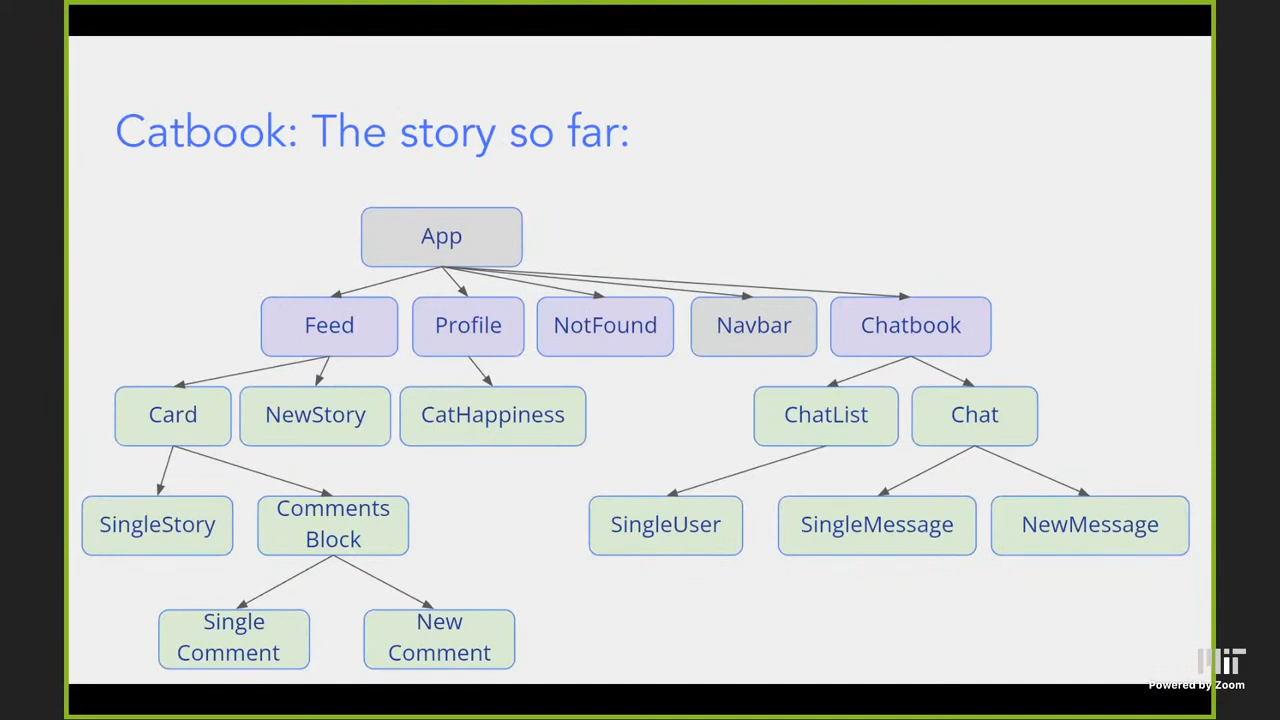 Catbook: The story so far:
App
Feed
Profile
NotFound
Navbar
Chatbook
Card
NewStory
CatHappiness
ChatList
Chat
SingleStory
Comments
Block
SingleUser
SingleMessage
NewMessage
Single
Comment
New
Comment
MIT
Powered by Zoom